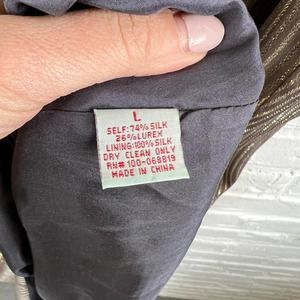 L
SELF: 74% SILK
26% LUREX
LINING: 100% SILK
DRY CLEAN ONLY
RN# 100-068819
MADE IN CHINA